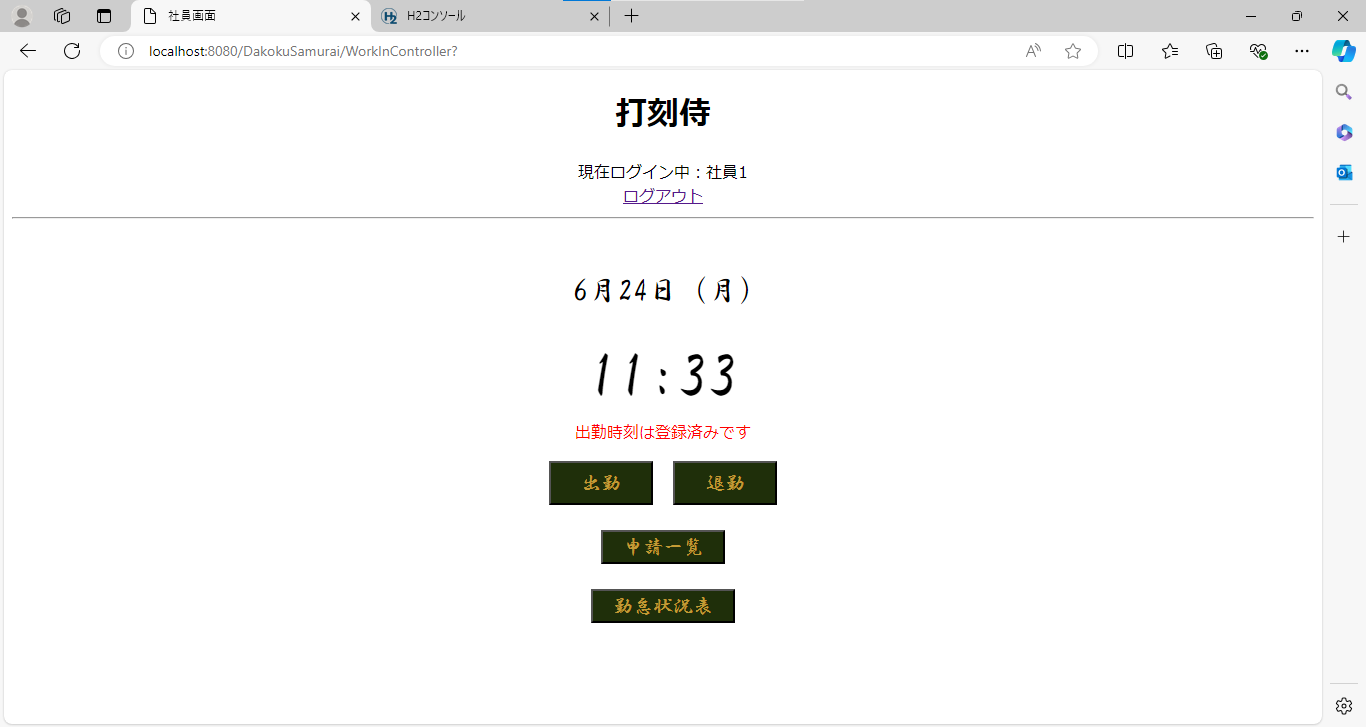 社員画面
H2コンソール
localhost:8080/DakokuSamurai/WorkInController?
打刻侍
現在ログイン中：社員1
ログアウト
6月24日（月）
11:33
出勤時刻は登録済みです
出勤 退勤
申請一覧
勤怠状況表